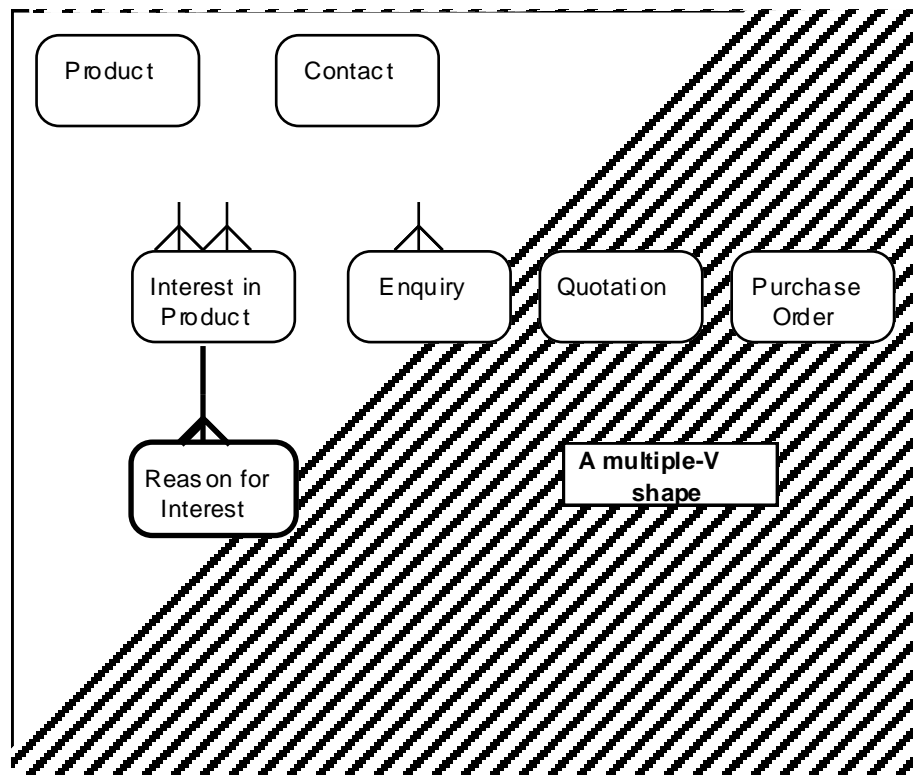 Product
Contact
Interest in
Product
Enquiry
Quotation
Purchase
Order
Reason for
Interest
A multiple-V
shape